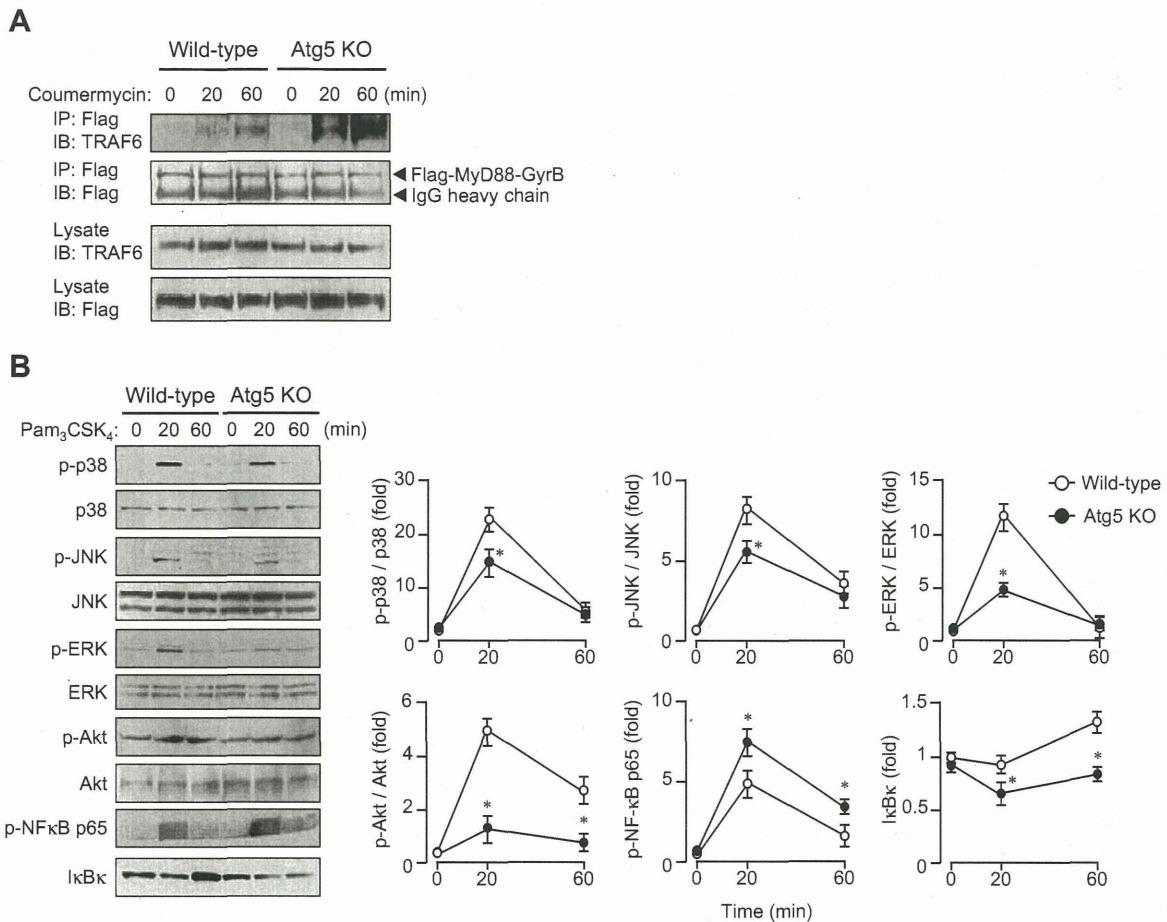 A
Wild-type Atg5 KO
Coumermycin: 0 20 60 0 20 60 (min)
IP: Flag
IB: TRAF6
IP: Flag
IB: Flag
Flag-MyD88-GyrB
IgG heavy chain
Lysate
IB: TRAF6
Lysate
IB: Flag
B
Wild-type Atg5 KO
Pam₃CSK₄: 0 20 60 0 20 60 (min)
p-p38
p38
p-JNK
JNK
p-ERK
ERK
p-Akt
Akt
p-NFκB p65
IκBκ
p-p38 / p38 (fold)
30
20
10
0
0 20 60
*
p-JNK / JNK (fold)
10
5
0
0 20 60
*
p-ERK / ERK (fold)
15
10
5
0
0 20 60
*
Wild-type
Atg5 KO
p-Akt / Akt (fold)
6
4
2
0
0 20 60
* *
p-NF-κB p65 (fold)
10
5
0
0 20 60
* *
IκBκ (fold)
1.5
1
0.5
0
0 20 60
* *
Time (min)